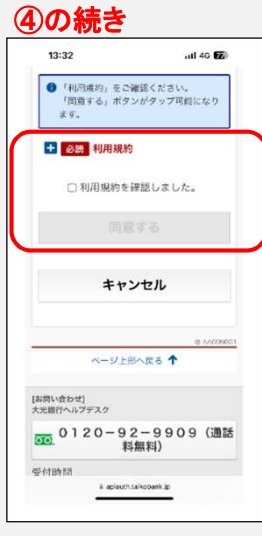 ④の続き
13:32
4G 72
「利用規約」をご確認ください。
「同意する」ボタンがタップ可能になり
ます。
必読 利用規約
利用規約を確認しました。
同意する
キャンセル
ページ上部へ戻る ↑
[お問い合わせ]
大光銀行ヘルプデスク
0120-92-9909（通話
料無料）
受付時間